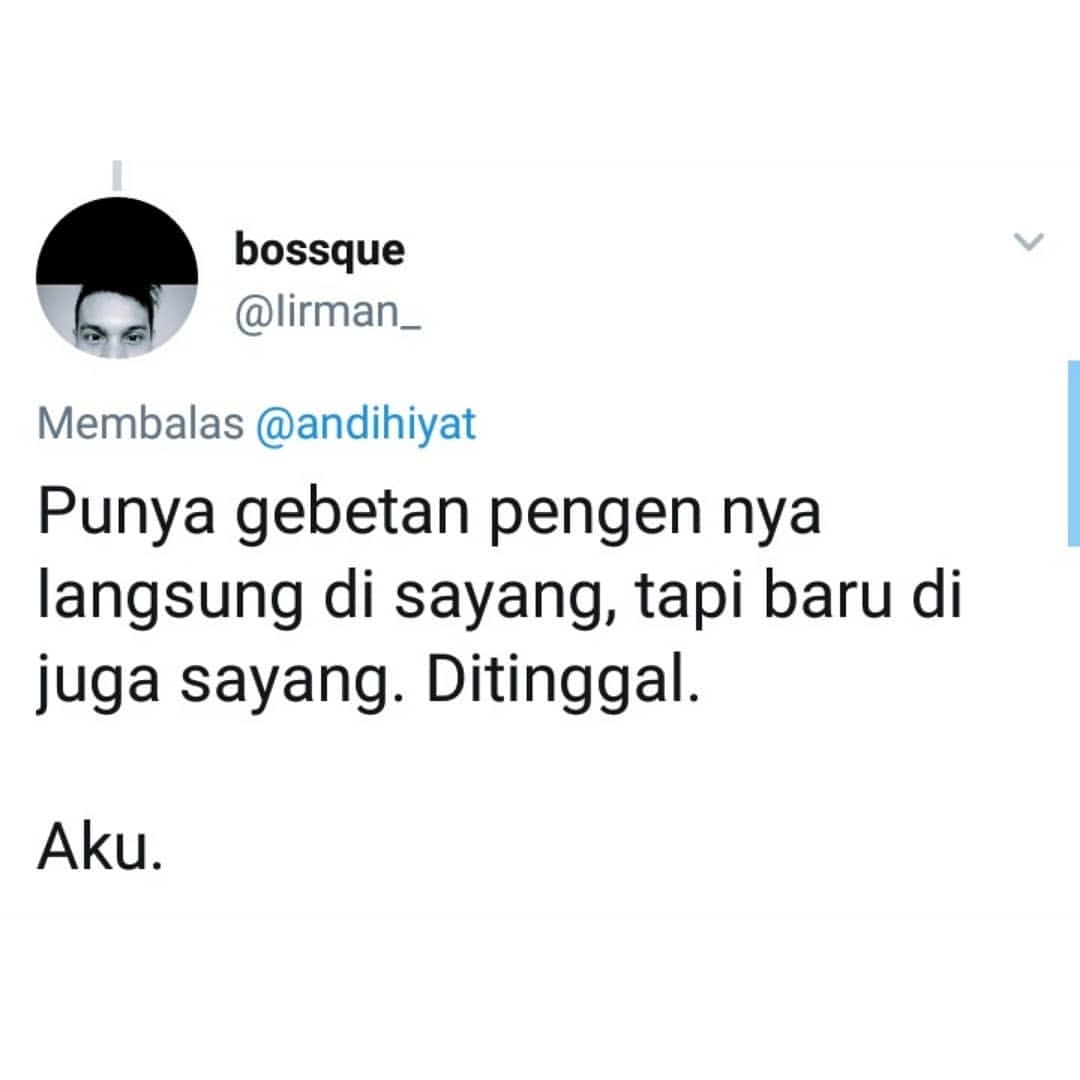 bossque
@lirman_
Membalas @andihiyat
Punya gebetan pengen nya
langsung di sayang, tapi baru di
juga sayang. Ditinggal.
Aku.